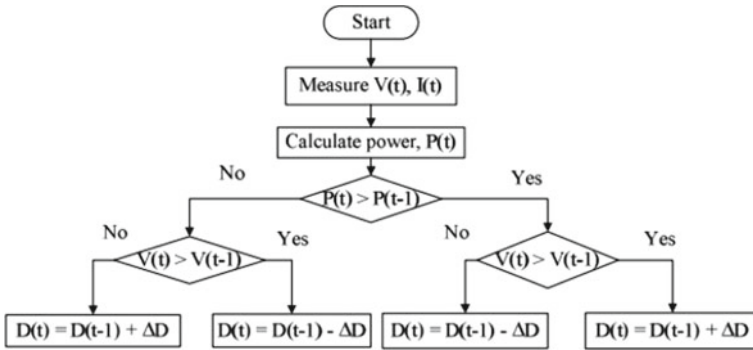 Start
Measure V(t), I(t)
Calculate power, P(t)
No
Yes
P(t) > P(t-1)
No
Yes
No
Yes
V(t) > V(t-1)
V(t) > V(t-1)
D(t) = D(t-1) + ΔD
D(t) = D(t-1) - ΔD
D(t) = D(t-1) - ΔD
D(t) = D(t-1) + ΔD